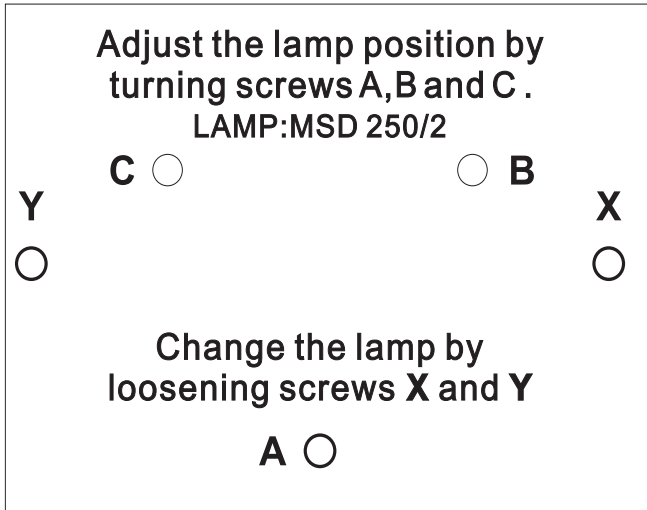 Adjust the lamp position by
turning screws A,B and C .
LAMP:MSD 250/2
C B
Y X
Change the lamp by
loosening screws X and Y
A